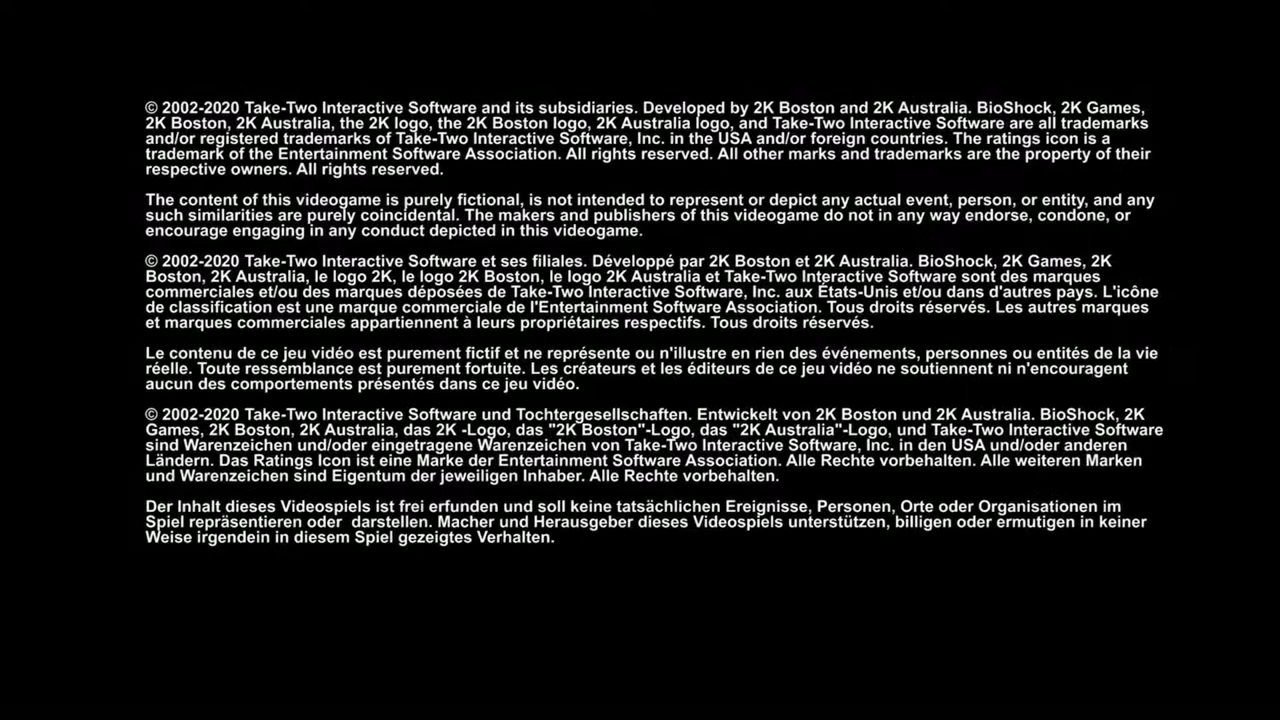 © 2002-2020 Take-Two Interactive Software and its subsidiaries. Developed by 2K Boston and 2K Australia. BioShock, 2K Games,
2K Boston, 2K Australia, the 2K logo, the 2K Boston logo, 2K Australia logo, and Take-Two Interactive Software are all trademarks
and/or registered trademarks of Take-Two Interactive Software, Inc. in the USA and/or foreign countries. The ratings icon is a
trademark of the Entertainment Software Association. All rights reserved. All other marks and trademarks are the property of their
respective owners. All rights reserved.
The content of this videogame is purely fictional, is not intended to represent or depict any actual event, person, or entity, and any
such similarities are purely coincidental. The makers and publishers of this videogame do not in any way endorse, condone, or
encourage engaging in any conduct depicted in this videogame.
© 2002-2020 Take-Two Interactive Software et ses filiales. Développé par 2K Boston et 2K Australia. BioShock, 2K Games, 2K
Boston, 2K Australia, le logo 2K, le logo 2K Boston, le logo 2K Australia et Take-Two Interactive Software sont des marques
commerciales et/ou des marques déposées de Take-Two Interactive Software, Inc. aux États-Unis et/ou dans d'autres pays. L'icône
de classification est une marque commerciale de l'Entertainment Software Association. Tous droits réservés. Les autres marques
et marques commerciales appartiennent à leurs propriétaires respectifs. Tous droits réservés.
Le contenu de ce jeu vidéo est purement fictif et ne représente ou n'illustre en rien des événements, personnes ou entités de la vie
réelle. Toute ressemblance est purement fortuite. Les créateurs et les éditeurs de ce jeu vidéo ne soutiennent ni n'encouragent
aucun des comportements présentés dans ce jeu vidéo.
© 2002-2020 Take-Two Interactive Software und Tochtergesellschaften. Entwickelt von 2K Boston und 2K Australia. BioShock, 2K
Games, 2K Boston, 2K Australia, das 2K -Logo, das "2K Boston"-Logo, das "2K Australia"-Logo, und Take-Two Interactive Software
sind Warenzeichen und/oder eingetragene Warenzeichen von Take-Two Interactive Software, Inc. in den USA und/oder anderen
Ländern. Das Ratings Icon ist eine Marke der Entertainment Software Association. Alle Rechte vorbehalten. Alle weiteren Marken
und Warenzeichen sind Eigentum der jeweiligen Inhaber. Alle Rechte vorbehalten.
Der Inhalt dieses Videospiels ist frei erfunden und soll keine tatsächlichen Ereignisse, Personen, Orte oder Organisationen im
Spiel repräsentieren oder  darstellen. Macher und Herausgeber dieses Videospiels unterstützen, billigen oder ermutigen in keiner
Weise irgendein in diesem Spiel gezeigtes Verhalten.